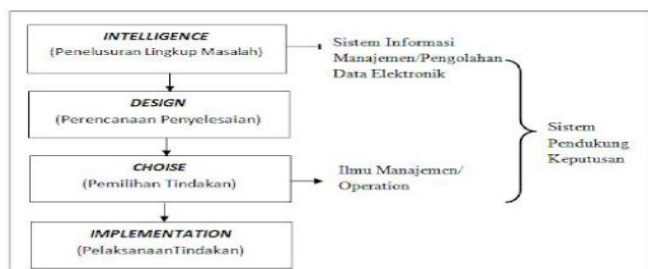 INTELLIGENCE
(Penelusuran Lingkup Masalah)
Sistem Informasi
Manajemen/Pengolahan
Data Elektronik
DESIGN
(Perencanaan Penyelesaian)
Sistem
Pendukung
Keputusan
CHOISE
(Pemilihan Tindakan)
Ilmu Manajemen/
Operation
IMPLEMENTATION
(PelaksanaanTindakan)